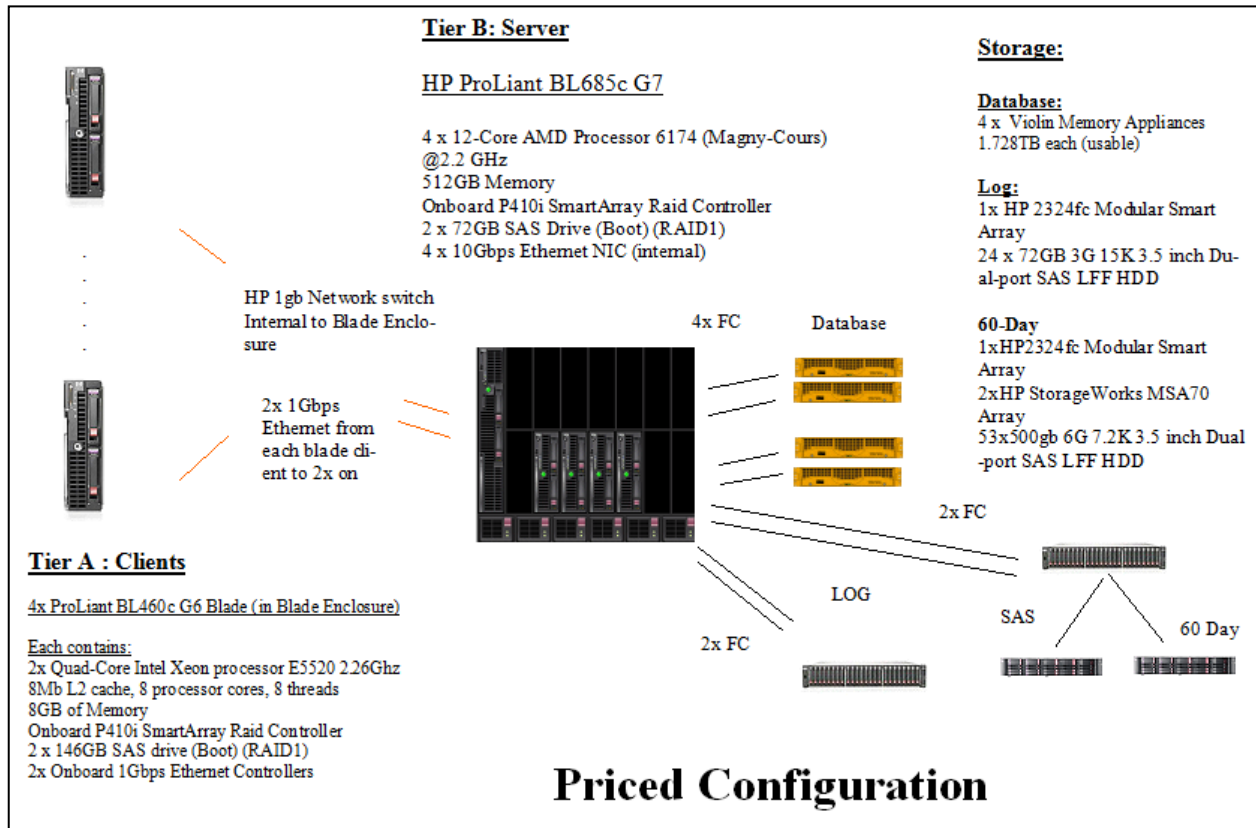 Tier B: Server
HP ProLiant BL685c G7
4 x 12-Core AMD Processor 6174 (Magny-Cours)
@2.2 GHz
512GB Memory
Onboard P410i SmartArray Raid Controller
2 x 72GB SAS Drive (Boot) (RAID1)
4 x 10Gbps Ethernet NIC (internal)
Storage:
Database:
4 x Violin Memory Appliances
1.728TB each (usable)
Log:
1x HP 2324fc Modular Smart
Array
24 x 72GB 3G 15K 3.5 inch Du-
al-port SAS LFF HDD
60-Day
1xHP2324fc Modular Smart
Array
2xHP StorageWorks MSA70
Array
53x500gb 6G 7.2K 3.5 inch Dual
-port SAS LFF HDD
HP 1gb Network switch
Internal to Blade Enclo-
sure
2x 1Gbps
Ethernet from
each blade cli-
ent to 2x on
4x FC
Database
2x FC
LOG
2x FC
SAS
60 Day
Tier A : Clients
4x ProLiant BL460c G6 Blade (in Blade Enclosure)
Each contains:
2x Quad-Core Intel Xeon processor E5520 2.26Ghz
8Mb L2 cache, 8 processor cores, 8 threads
8GB of Memory
Onboard P410i SmartArray Raid Controller
2 x 146GB SAS drive (Boot) (RAID1)
2x Onboard 1Gbps Ethernet Controllers
Priced Configuration